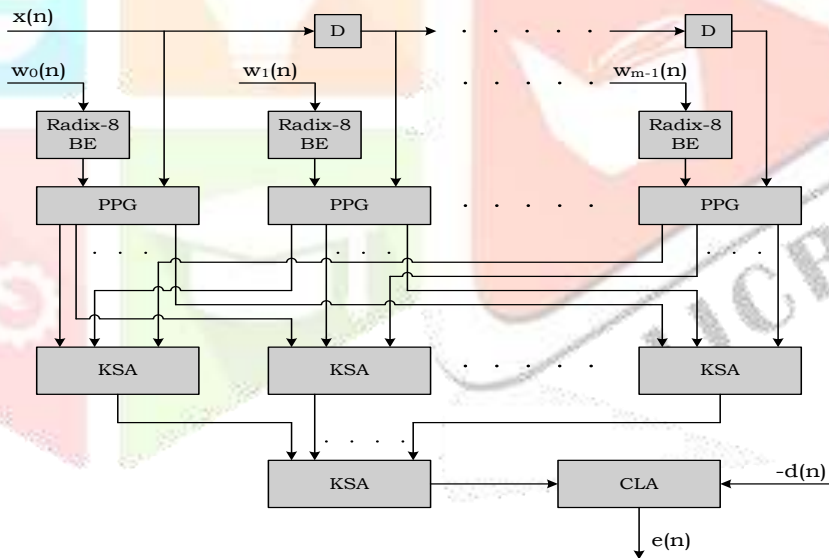 x(n)
D
D
w0(n)
w1(n)
wm-1(n)
Radix-8
BE
Radix-8
BE
Radix-8
BE
PPG
PPG
PPG
KSA
KSA
KSA
KSA
CLA
-d(n)
e(n)